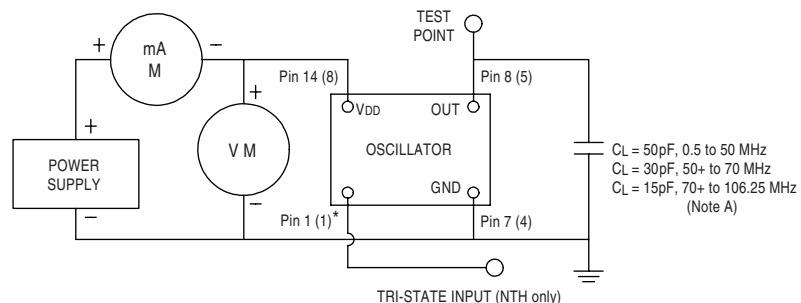 TEST
POINT
+
mA
M
–
Pin 14 (8)
Pin 8 (5)
+
+
VDD
OUT
POWER
SUPPLY
V M
OSCILLATOR
CL = 50pF, 0.5 to 50 MHz
CL = 30pF, 50+ to 70 MHz
CL = 15pF, 70+ to 106.25 MHz
(Note A)
GND
–
–
Pin 1 (1)*
Pin 7 (4)
TRI-STATE INPUT (NTH only)